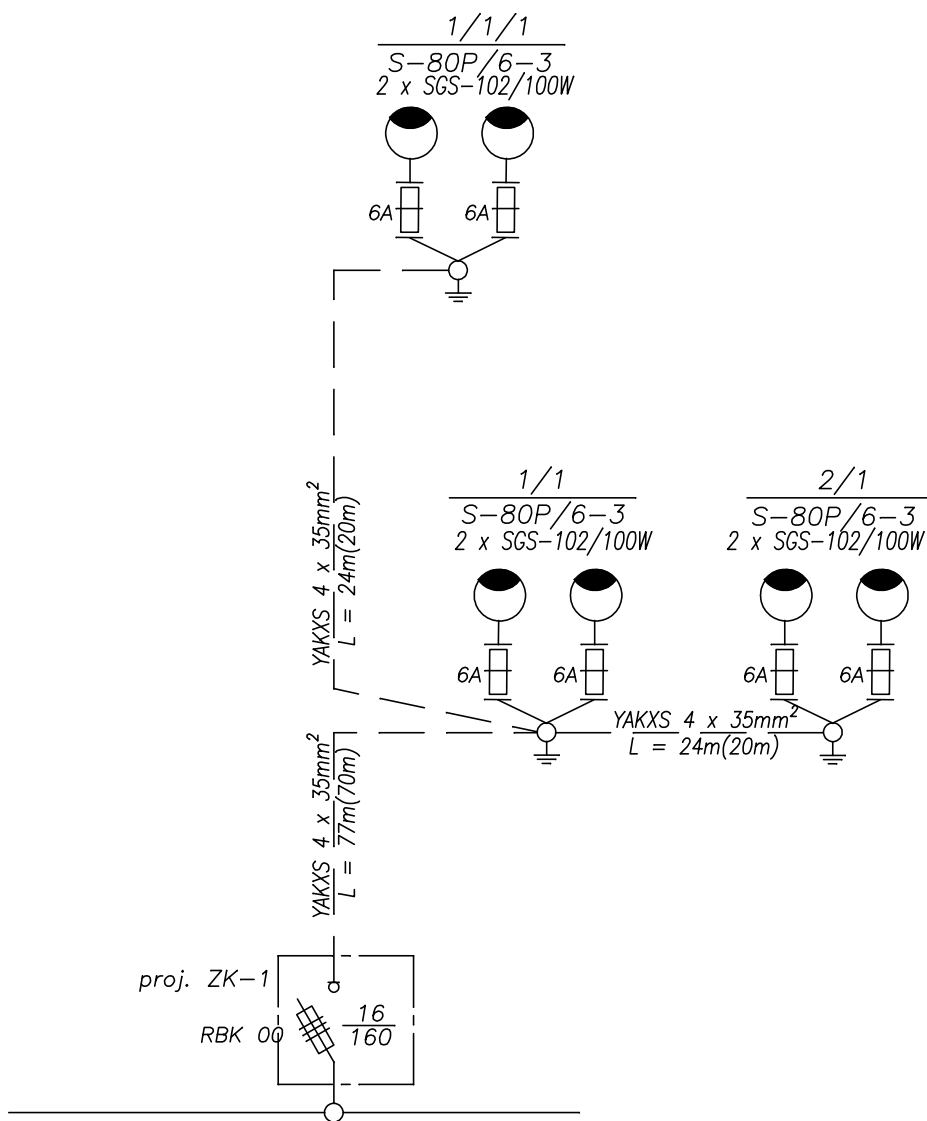 1/1/1
S-80P/6-3
2 x SGS-102/100W
6A
6A
YAKXS 4 x 35mm²
L = 24m(20m)
1/1
S-80P/6-3
2 x SGS-102/100W
6A
6A
2/1
S-80P/6-3
2 x SGS-102/100W
6A
6A
YAKXS 4 x 35mm²
L = 24m(20m)
YAKXS 4 x 35mm²
L = 77m(70m)
proj. ZK-1
RBK 00
16
160